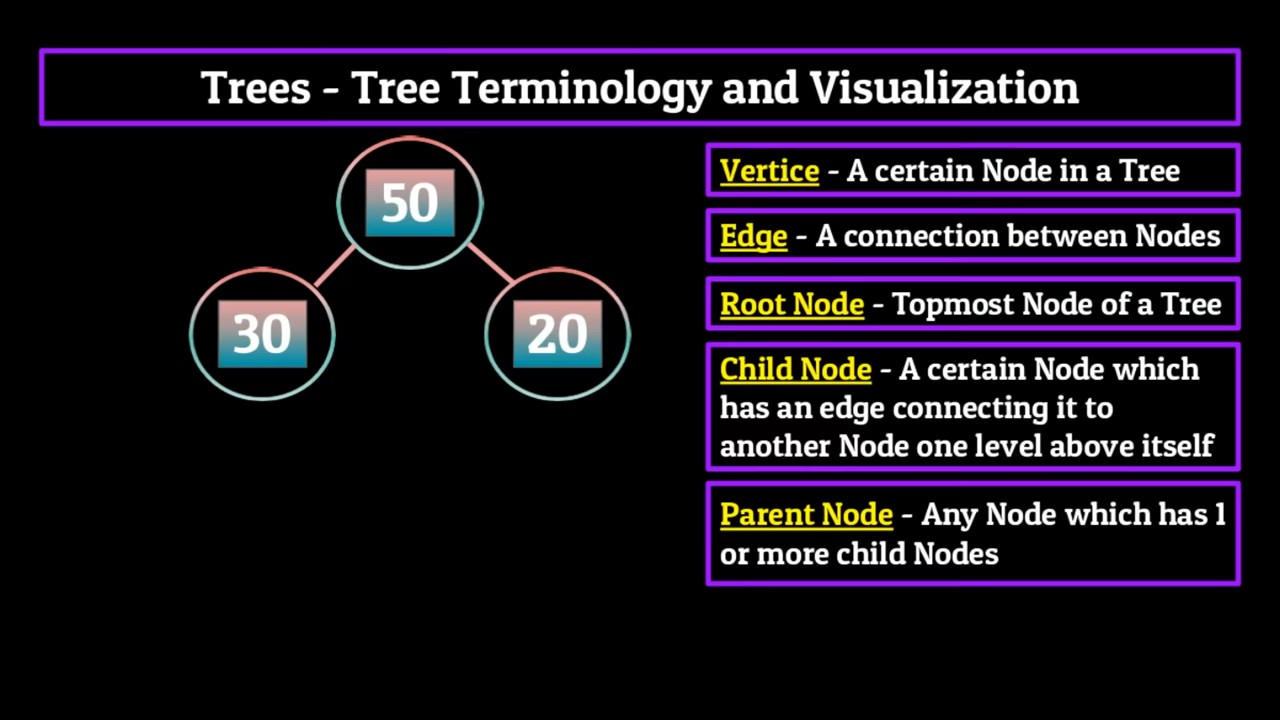 Trees - Tree Terminology and Visualization
50
30
20
Vertice - A certain Node in a Tree
Edge - A connection between Nodes
Root Node - Topmost Node of a Tree
Child Node - A certain Node which
has an edge connecting it to
another Node one level above itself
Parent Node - Any Node which has 1
or more child Nodes